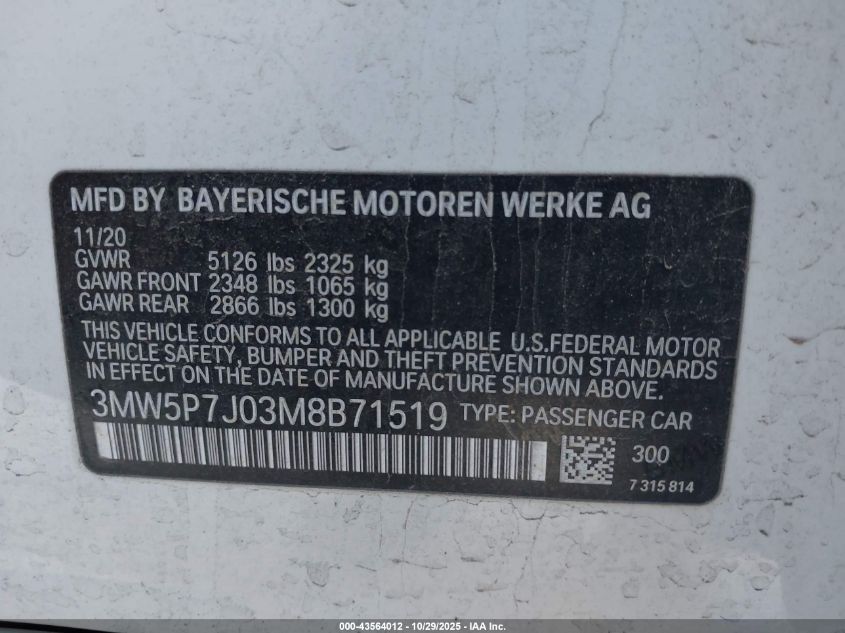 MFD BY BAYERISCHE MOTOREN WERKE AG
11/20
GVWR 5126 lbs 2325 kg
GAWR FRONT 2348 lbs 1065 kg
GAWR REAR 2866 lbs 1300 kg
THIS VEHICLE CONFORMS TO ALL APPLICABLE U.S.FEDERAL MOTOR
VEHICLE SAFETY, BUMPER AND THEFT PREVENTION STANDARDS
IN EFFECT ON THE DATE OF MANUFACTURE SHOWN ABOVE.
3MW5P7J03M8B71519 TYPE: PASSENGER CAR
300
7 315 814
000-43564012 - 10/29/2025 - IAA Inc.